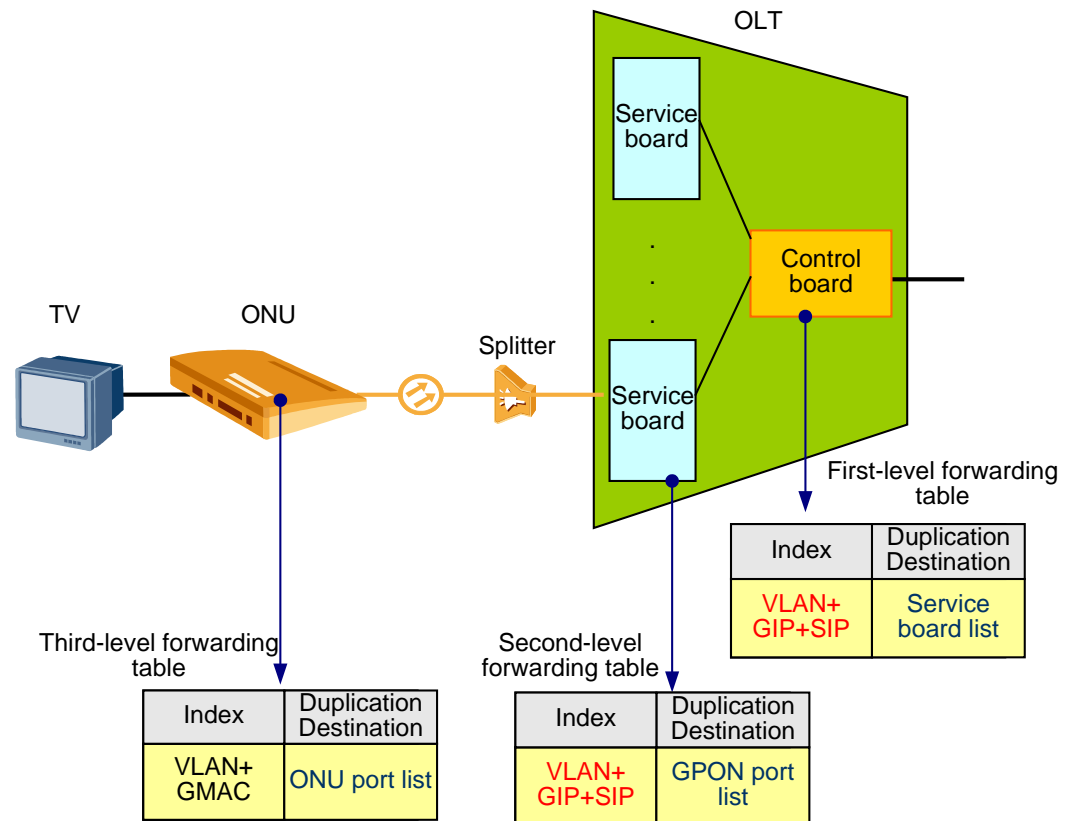 OLT
Service
board
.
.
.
Control
board
TV
ONU
Splitter
Service
board
First-level forwarding
table
Index
Duplication
Destination
VLAN+
GIP+SIP
Service
board list
Third-level forwarding
table
Index
Duplication
Destination
VLAN+
GMAC
ONU port list
Second-level
forwarding table
Index
Duplication
Destination
VLAN+
GIP+SIP
GPON port
list